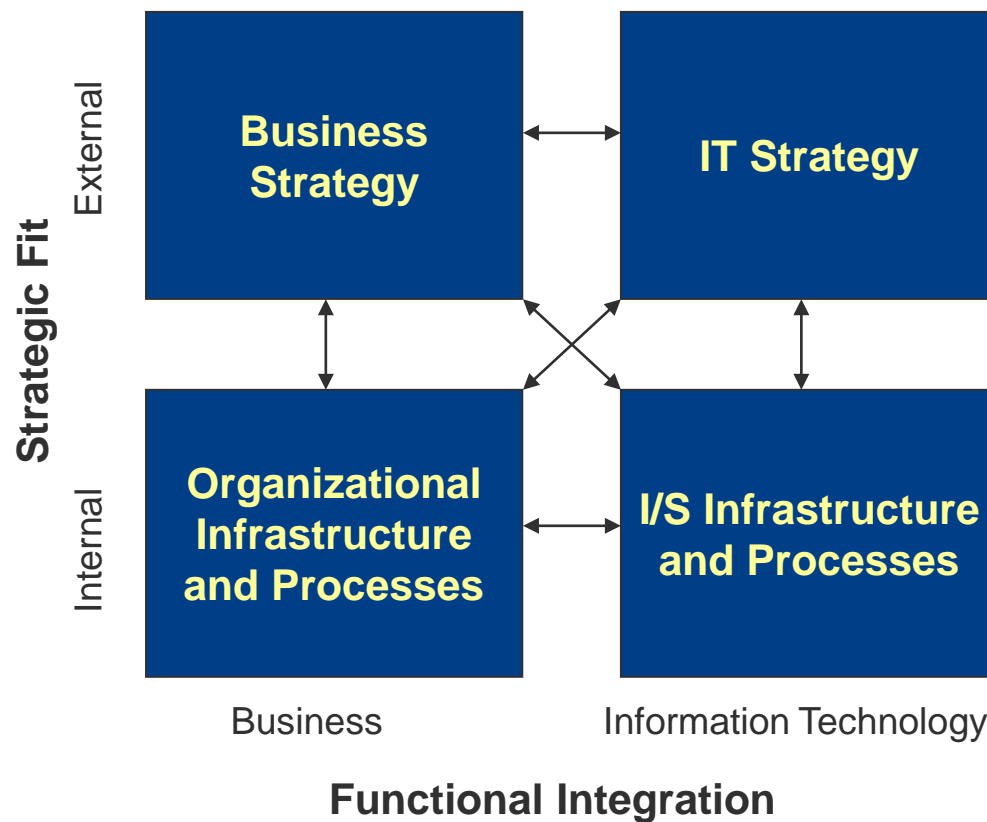 External
Business
Strategy
IT Strategy
Strategic Fit
Internal
Organizational
Infrastructure
and Processes
I/S Infrastructure
and Processes
Business
Information Technology
Functional Integration